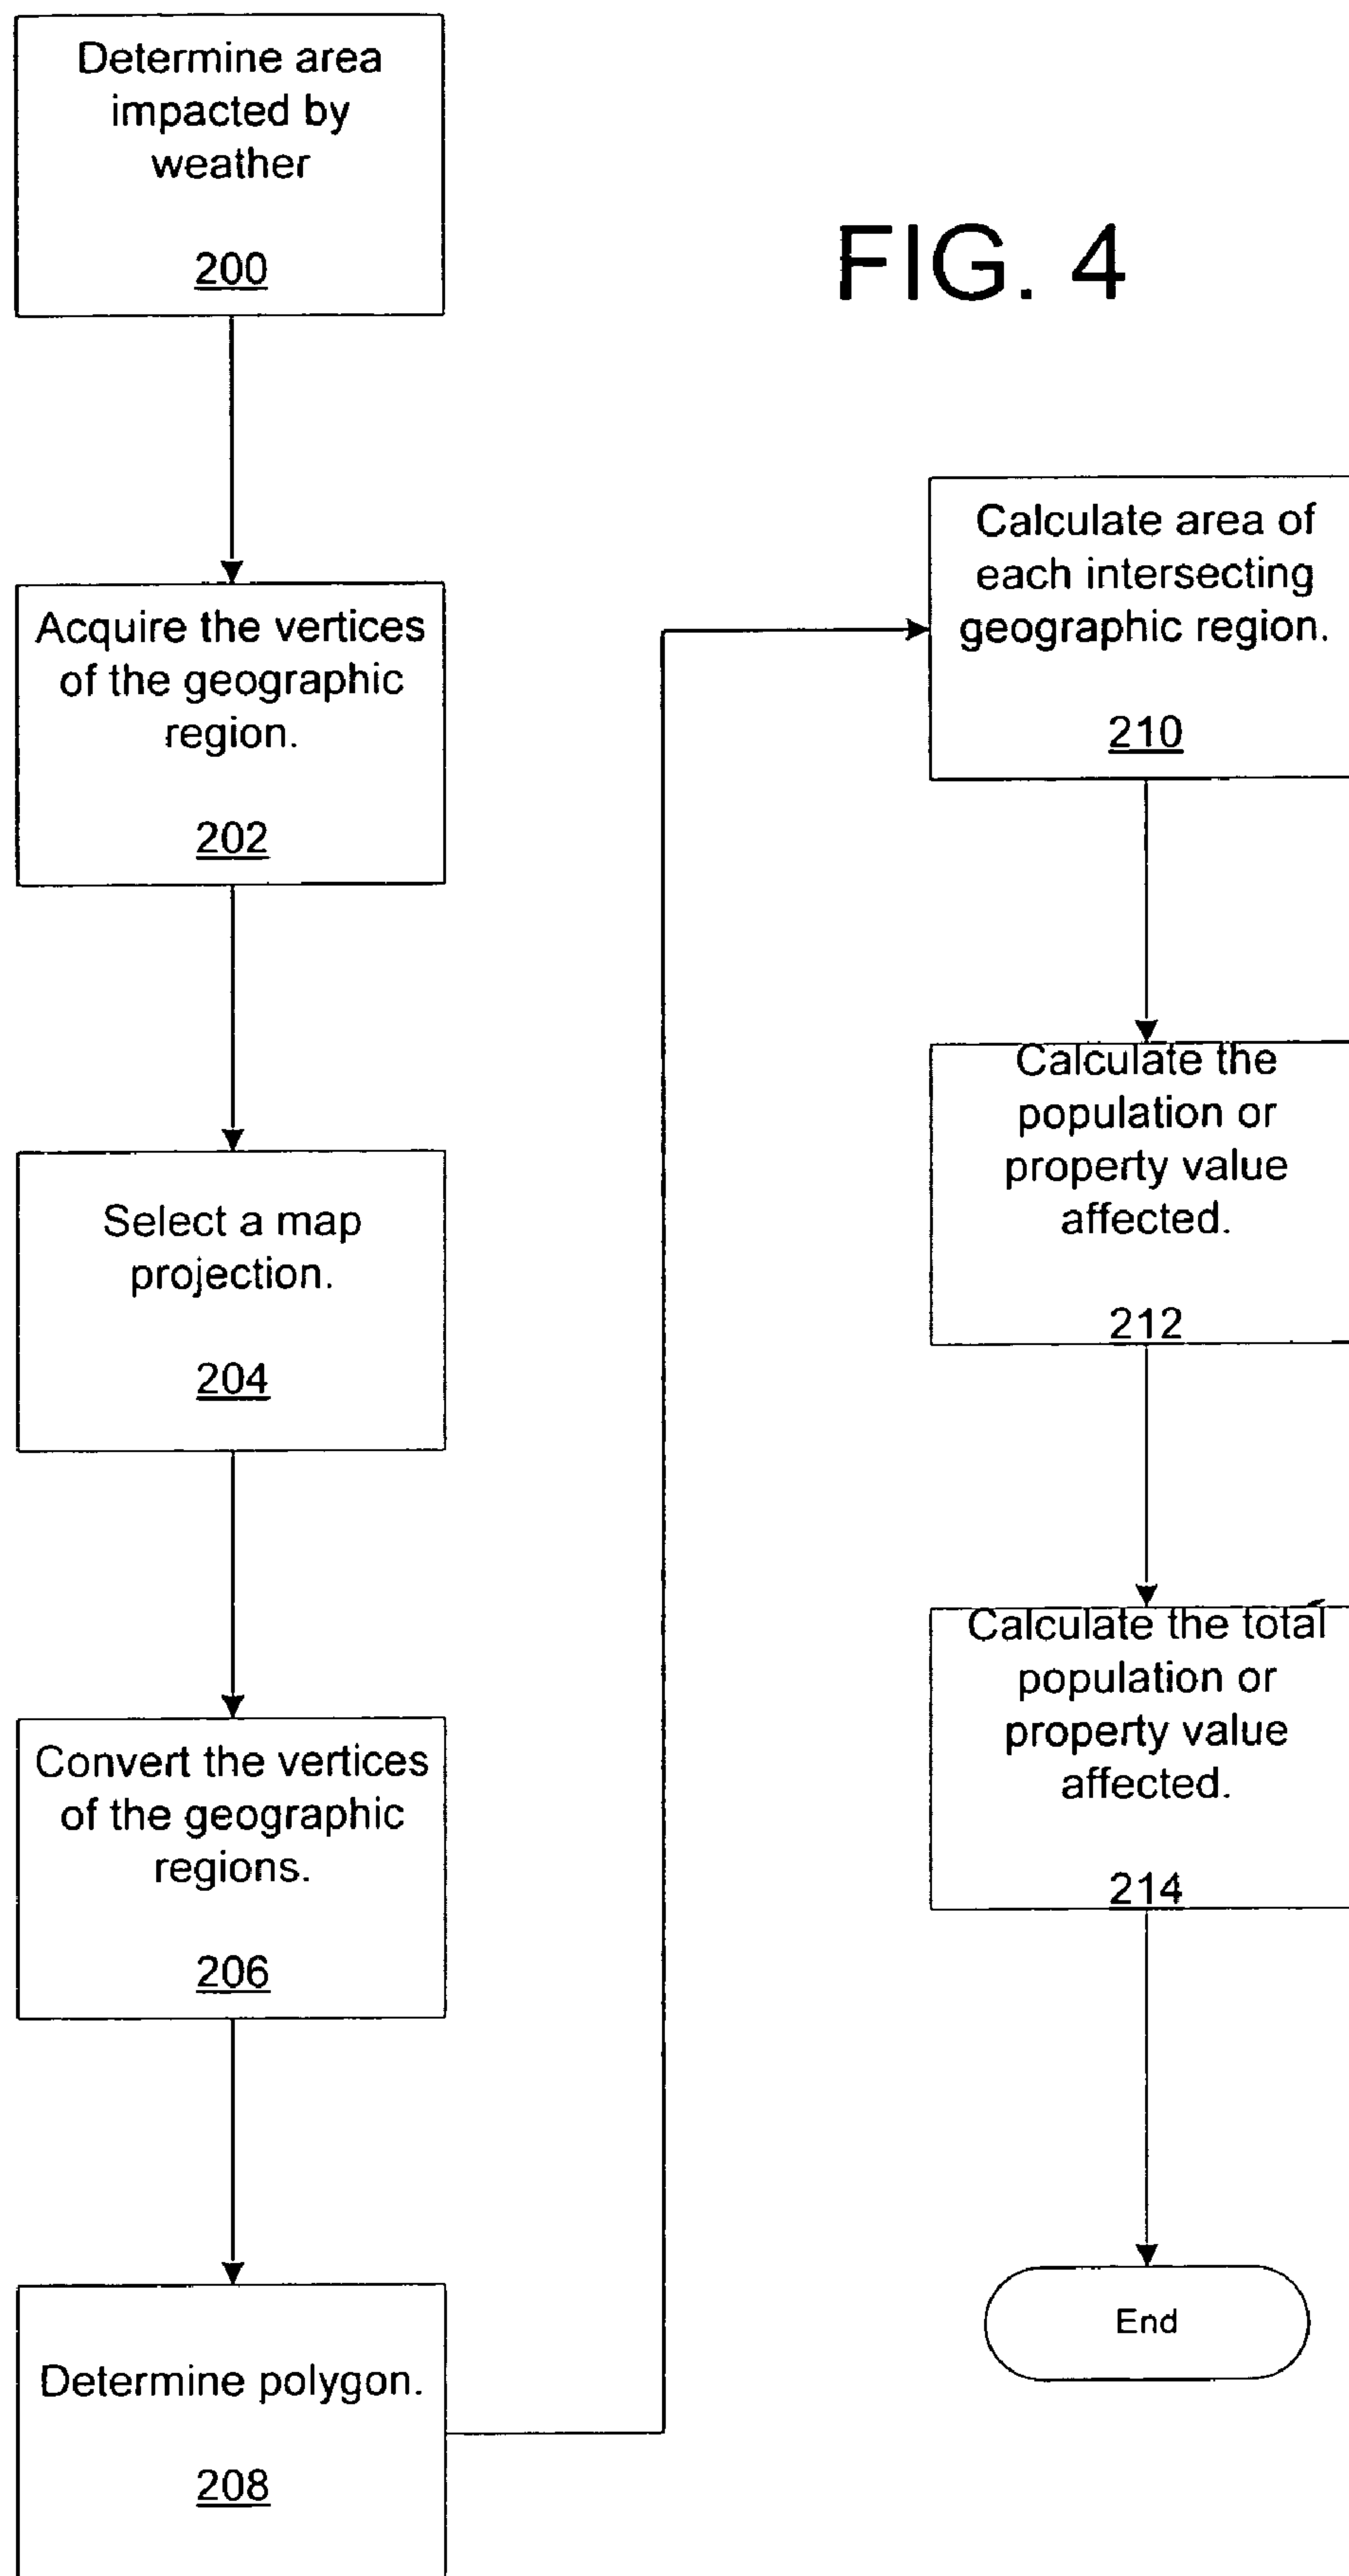 Determine area
impacted by
weather
200
FIG. 4
Acquire the vertices
of the geographic
region.
202
Select a map
projection.
204
Convert the vertices
of the geographic
regions.
206
Determine polygon.
208
Calculate area of
each intersecting
geographic region.
210
Calculate the
population or
property value
affected.
212
Calculate the total
population or
property value
affected.
214
End